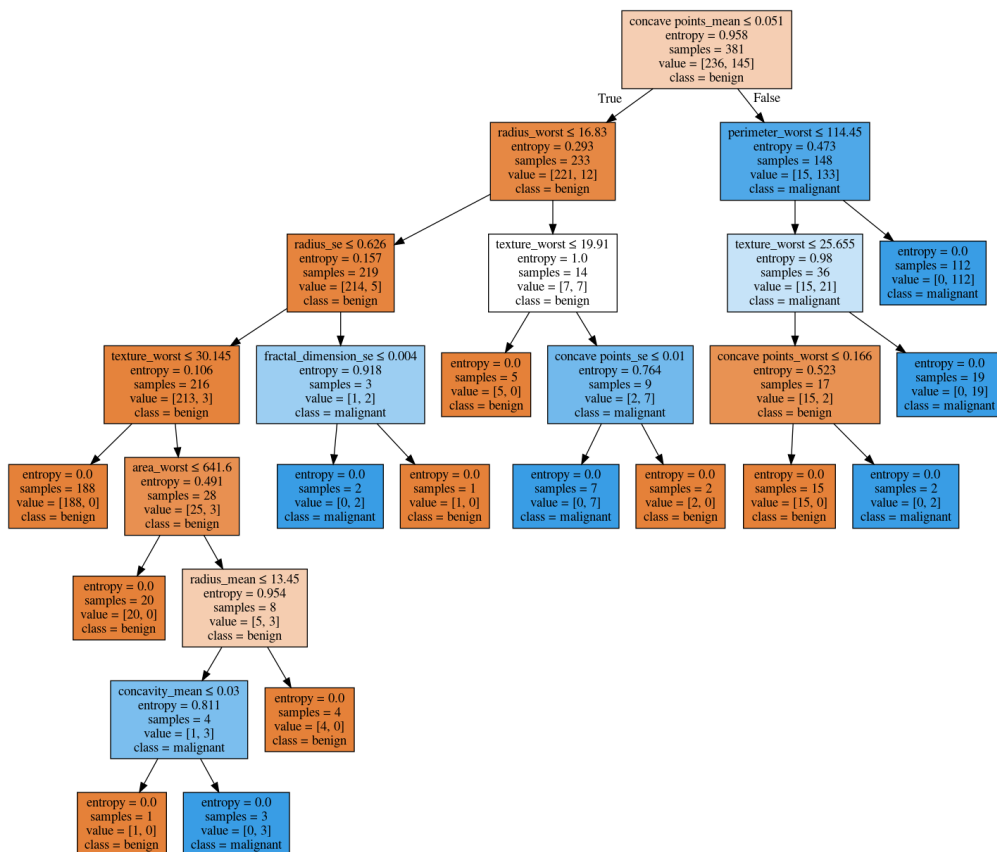 concave points_mean ≤ 0.051
entropy = 0.958
samples = 381
value = [236, 145]
class = benign
True
False
radius_worst ≤ 16.83
entropy = 0.293
samples = 233
value = [221, 12]
class = benign
perimeter_worst ≤ 114.45
entropy = 0.473
samples = 148
value = [15, 133]
class = malignant
radius_se ≤ 0.626
entropy = 0.157
samples = 219
value = [214, 5]
class = benign
texture_worst ≤ 19.91
entropy = 1.0
samples = 14
value = [7, 7]
class = benign
texture_worst ≤ 25.655
entropy = 0.98
samples = 36
value = [15, 21]
class = malignant
entropy = 0.0
samples = 112
value = [0, 112]
class = malignant
texture_worst ≤ 30.145
entropy = 0.106
samples = 216
value = [213, 3]
class = benign
fractal_dimension_se ≤ 0.004
entropy = 0.918
samples = 3
value = [1, 2]
class = malignant
entropy = 0.0
samples = 5
value = [5, 0]
class = benign
concave points_se ≤ 0.01
entropy = 0.764
samples = 9
value = [2, 7]
class = malignant
concave points_worst ≤ 0.166
entropy = 0.523
samples = 17
value = [15, 2]
class = benign
entropy = 0.0
samples = 19
value = [0, 19]
class = malignant
entropy = 0.0
samples = 188
value = [188, 0]
class = benign
area_worst ≤ 641.6
entropy = 0.491
samples = 28
value = [25, 3]
class = benign
entropy = 0.0
samples = 2
value = [0, 2]
class = malignant
entropy = 0.0
samples = 1
value = [1, 0]
class = benign
entropy = 0.0
samples = 7
value = [0, 7]
class = malignant
entropy = 0.0
samples = 2
value = [2, 0]
class = benign
entropy = 0.0
samples = 15
value = [15, 0]
class = benign
entropy = 0.0
samples = 2
value = [0, 2]
class = malignant
entropy = 0.0
samples = 20
value = [20, 0]
class = benign
radius_mean ≤ 13.45
entropy = 0.954
samples = 8
value = [5, 3]
class = benign
concavity_mean ≤ 0.03
entropy = 0.811
samples = 4
value = [1, 3]
class = malignant
entropy = 0.0
samples = 4
value = [4, 0]
class = benign
entropy = 0.0
samples = 1
value = [1, 0]
class = benign
entropy = 0.0
samples = 3
value = [0, 3]
class = malignant